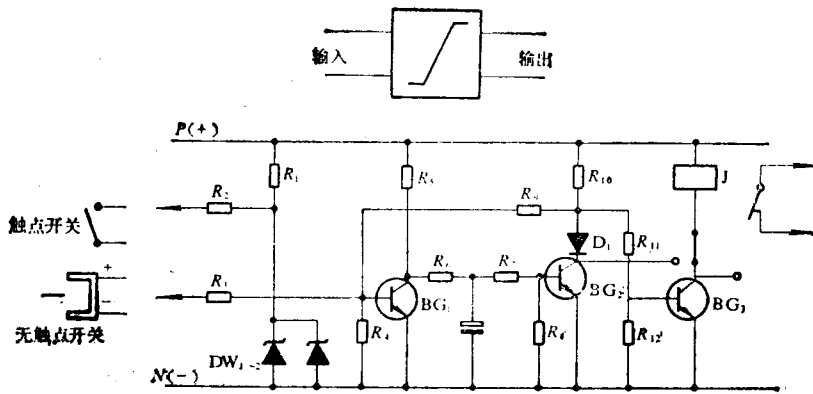 输入
输出
P(+)
R₁
R₅
R₁₀
J
R₂
R₉
触点开关
D₁
R₁₁
+
R₃
BG₁
BG₂
BG₃
−
无触点开关
R₄
R₁₂
DW₁~₂
N(−)